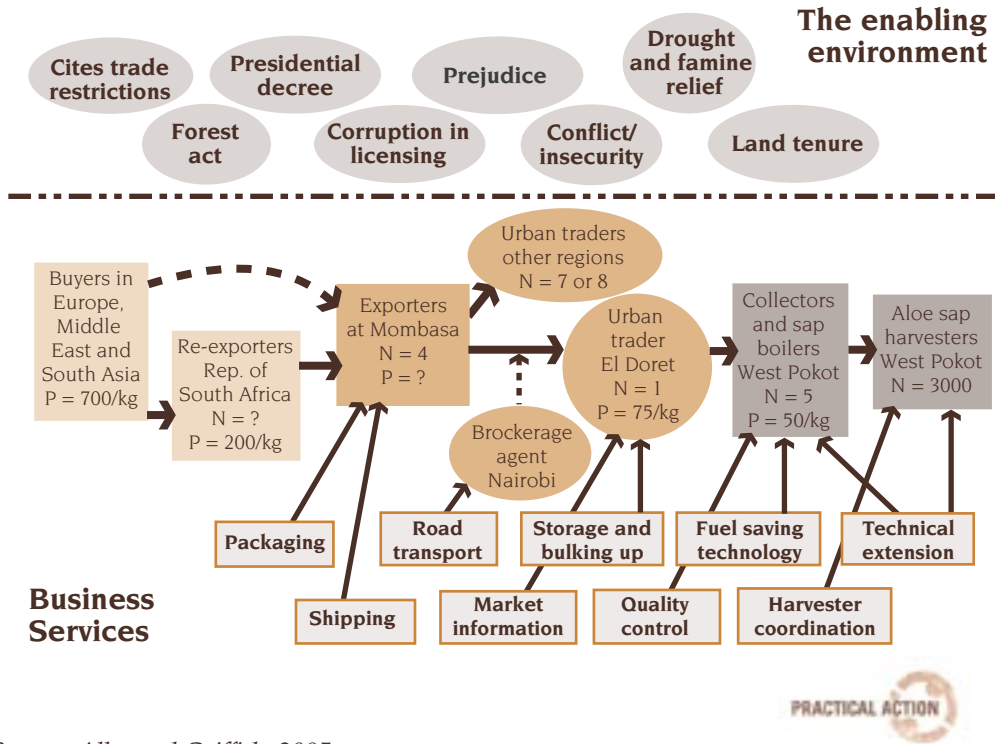 The enabling
environment
Cites trade
restrictions
Presidential
decree
Prejudice
Drought
and famine
relief
Forest
act
Corruption in
licensing
Conflict/
insecurity
Land tenure
Buyers in
Europe,
Middle
East and
South Asia
P = 700/kg
Re-exporters
Rep. of
South Africa
N = ?
P = 200/kg
Exporters
at Mombasa
N = 4
P = ?
Urban traders
other regions
N = 7 or 8
Urban
trader
El Doret
N = 1
P = 75/kg
Brockerage
agent
Nairobi
Collectors
and sap
boilers
West Pokot
N = 5
P = 50/kg
Aloe sap
harvesters
West Pokot
N = 3000
Packaging
Road
transport
Storage and
bulking up
Fuel saving
technology
Technical
extension
Business
Services
Shipping
Market
information
Quality
control
Harvester
coordination
PRACTICAL ACTION